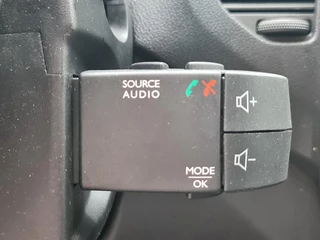 SOURCE
AUDIO
+
MODE
OK
-